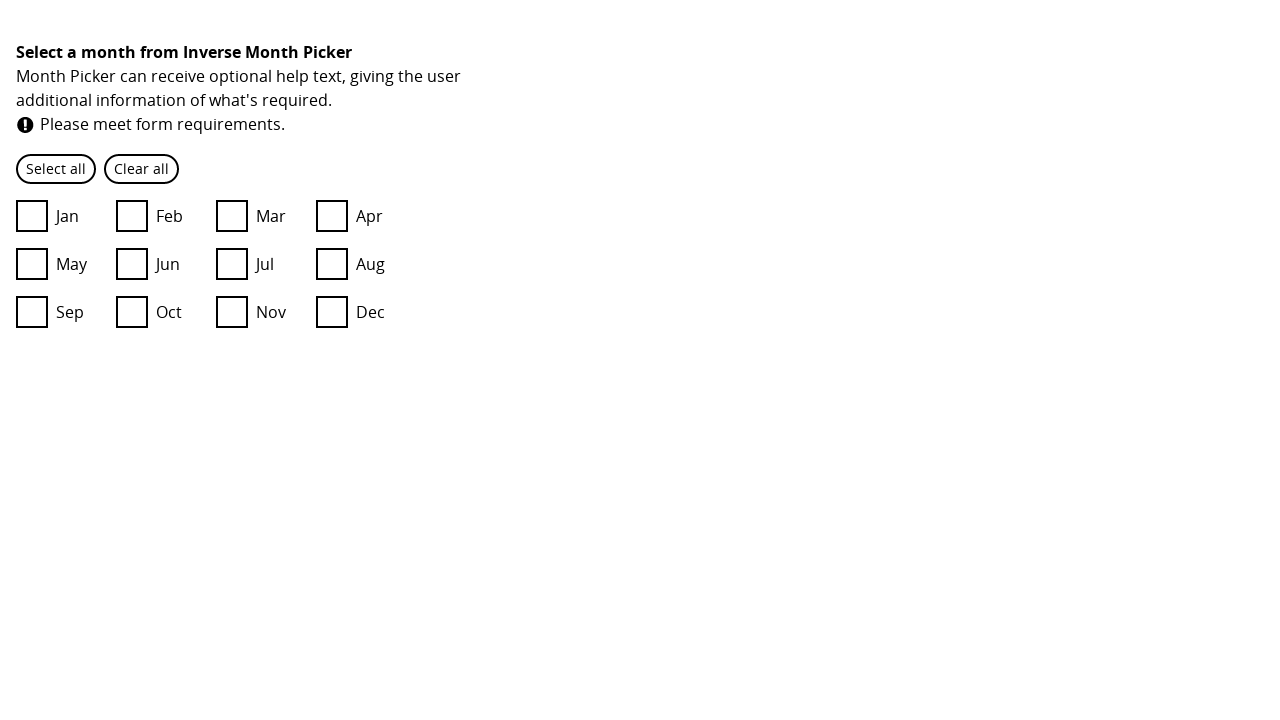 Select a month from Inverse Month Picker
Month Picker can receive optional help text, giving the user
additional information of what's required.
Please meet form requirements.
Select all Clear all
Jan Feb Mar Apr
May Jun Jul Aug
Sep Oct Nov Dec